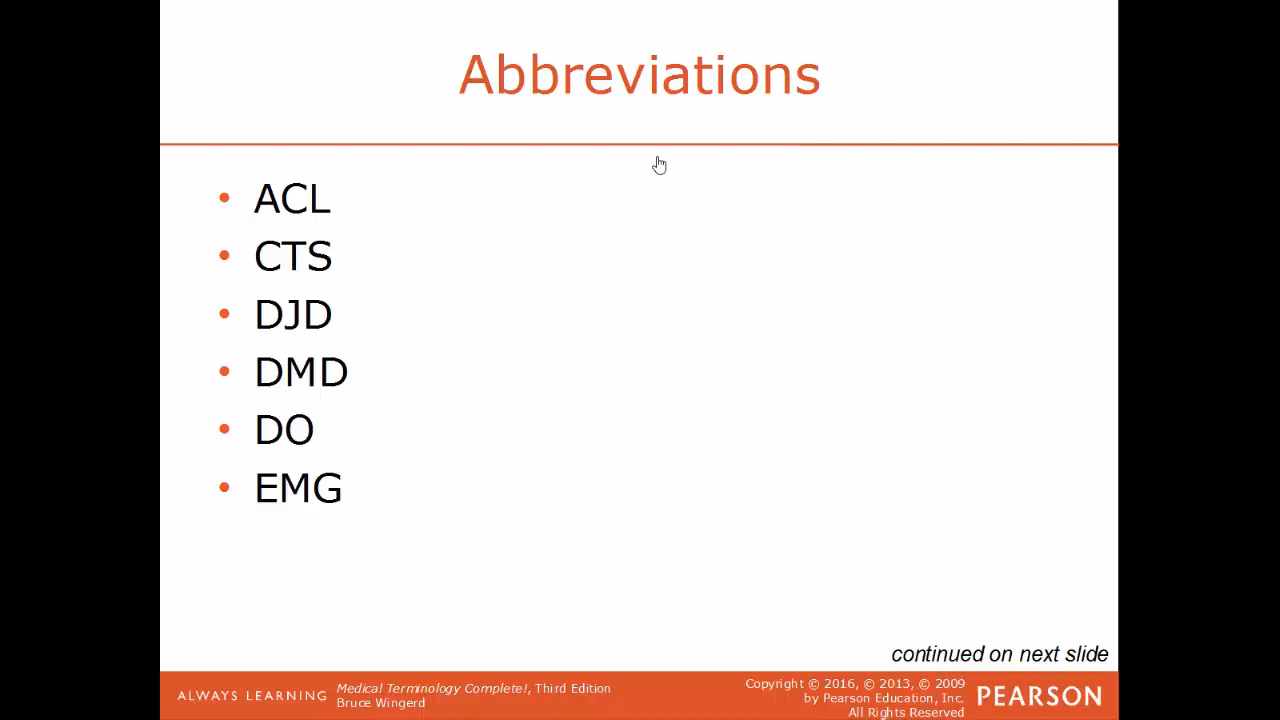 Abbreviations
• ACL
• CTS
• DJD
• DMD
• DO
• EMG
continued on next slide
ALWAYS LEARNING
Medical Terminology Complete!, Third Edition
Bruce Wingerd
Copyright © 2016, © 2013, © 2009
by Pearson Education, Inc.
All Rights Reserved
PEARSON